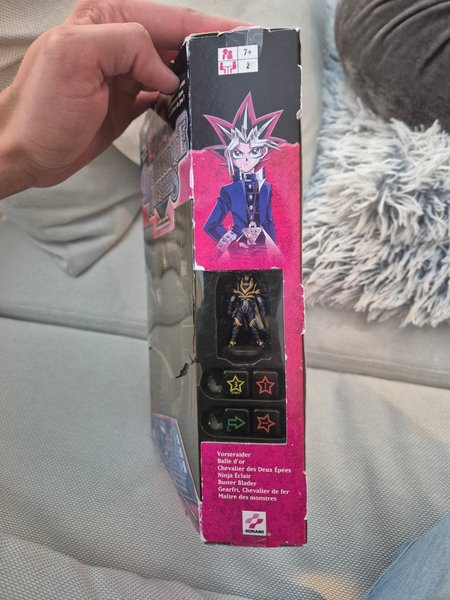 7+
2
Vorseraider
Balle d'or
Chevalier des Deux Épées
Ninja Éclair
Buster Blader
Gearfri, Chevalier de fer
Maître des monstres
KONAMI